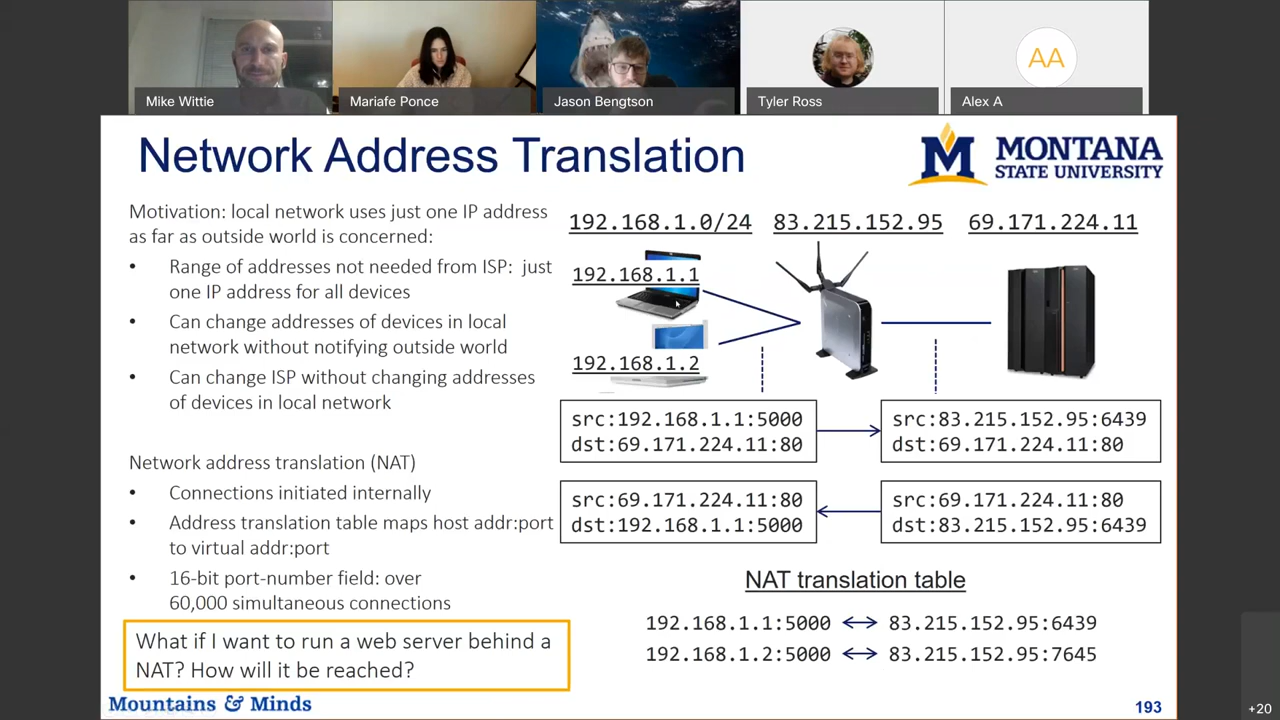 AA
Mike Wittie
Mariafe Ponce
Jason Bengtson
Tyler Ross
Alex A
Network Address Translation
MONTANA
STATE UNIVERSITY
Motivation: local network uses just one IP address
as far as outside world is concerned:
• Range of addresses not needed from ISP: just
one IP address for all devices
• Can change addresses of devices in local
network without notifying outside world
• Can change ISP without changing addresses
of devices in local network
Network address translation (NAT)
• Connections initiated internally
• Address translation table maps host addr:port
to virtual addr:port
• 16-bit port-number field: over
60,000 simultaneous connections
What if I want to run a web server behind a
NAT? How will it be reached?
192.168.1.0/24 83.215.152.95 69.171.224.11
192.168.1.1
192.168.1.2
src:192.168.1.1:5000
dst:69.171.224.11:80
src:83.215.152.95:6439
dst:69.171.224.11:80
src:69.171.224.11:80
dst:192.168.1.1:5000
src:69.171.224.11:80
dst:83.215.152.95:6439
NAT translation table
192.168.1.1:5000 ↔ 83.215.152.95:6439
192.168.1.2:5000 ↔ 83.215.152.95:7645
Mountains & Minds
193
+20